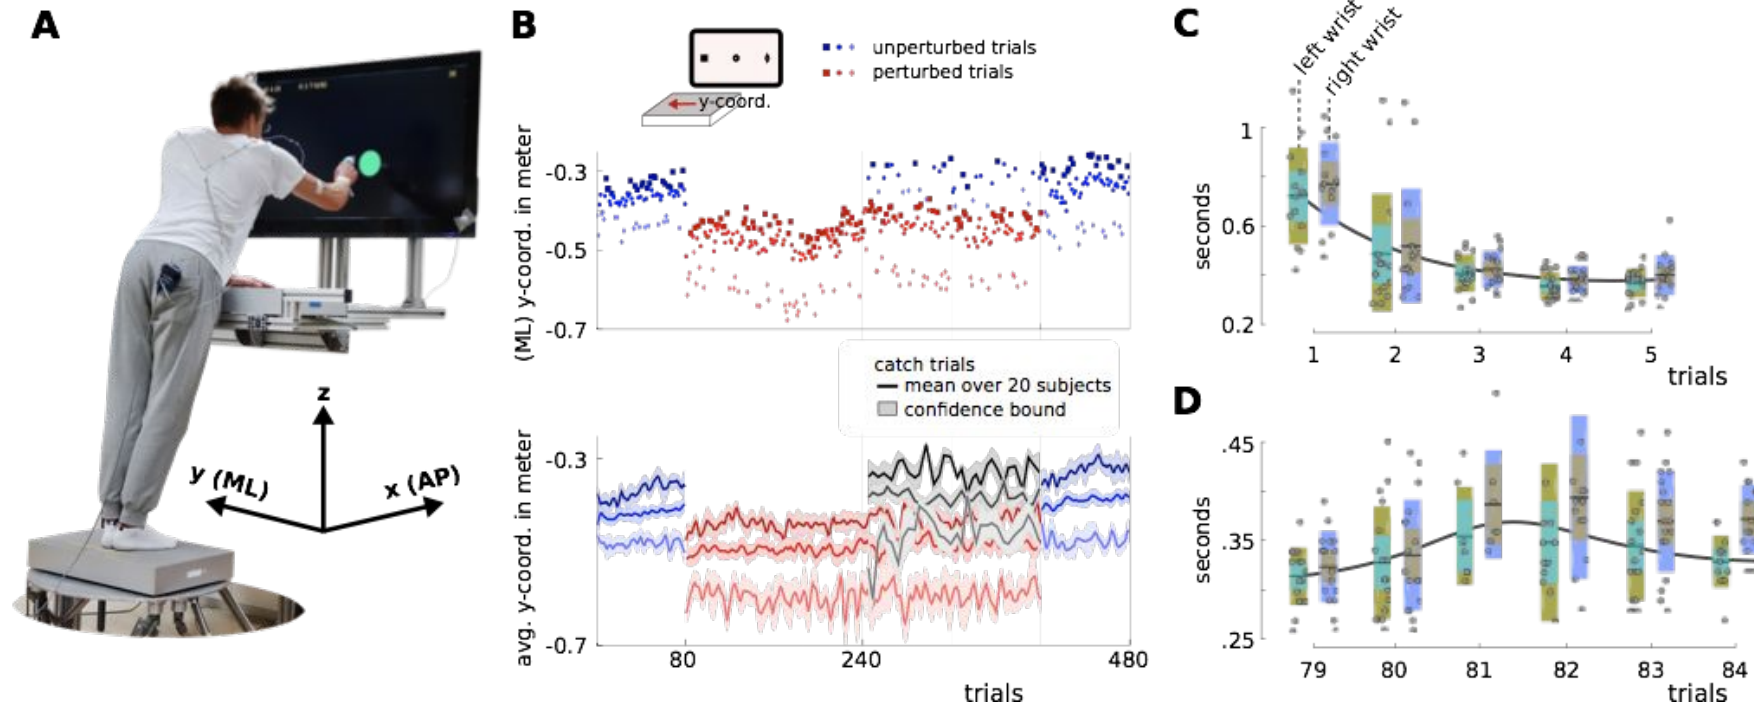 A
z
y (ML)
x (AP)
B
unperturbed trials
perturbed trials
y-coord.
(ML) y-coord. in meter
-0.3
-0.5
-0.7
catch trials
mean over 20 subjects
confidence bound
avg. y-coord. in meter
-0.3
-0.7
80
240
480
trials
C
left wrist
right wrist
seconds
1
0.6
0.2
1
2
3
4
5
trials
D
seconds
.45
.35
.25
79
80
81
82
83
84
trials